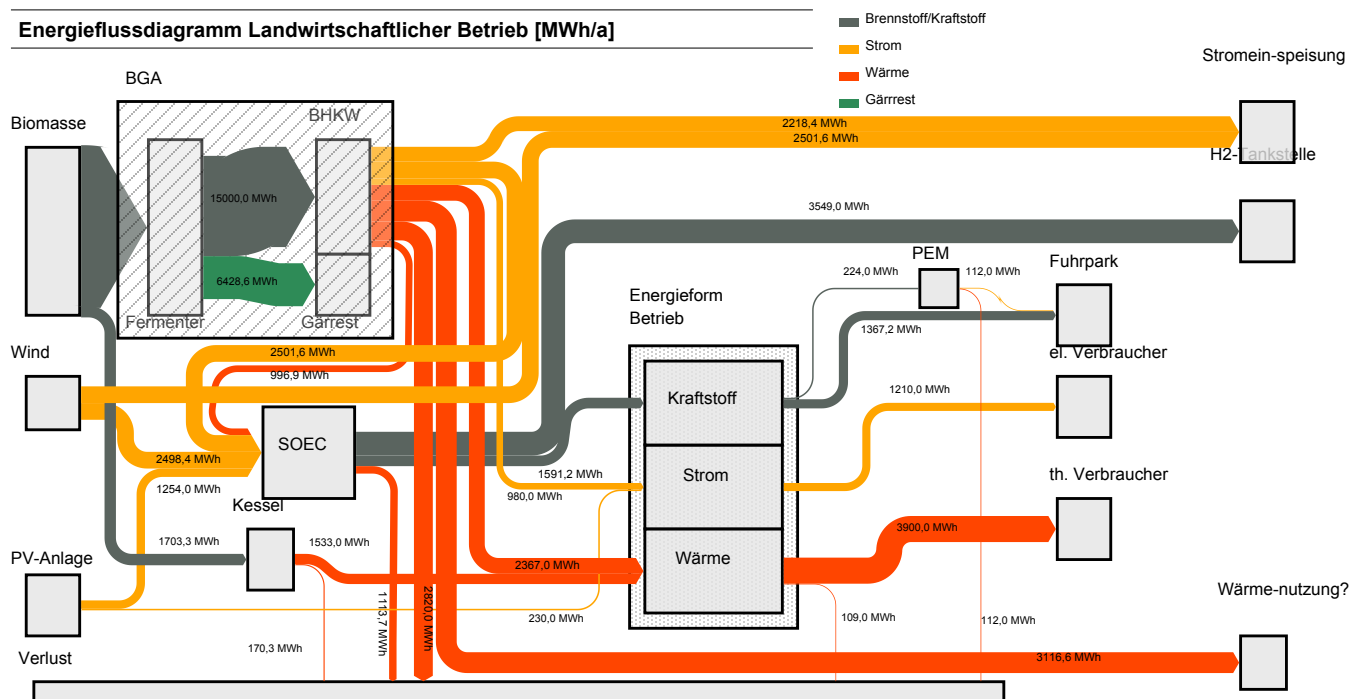 Energieflussdiagramm Landwirtschaftlicher Betrieb [MWh/a]
Brennstoff/Kraftstoff
Strom
Wärme
Gärrrest
Stromein-speisung
BGA
BHKW
Biomasse
2218,4 MWh
2501,6 MWh
H2-Tankstelle
15000,0 MWh
3549,0 MWh
6428,6 MWh
PEM
224,0 MWh
112,0 MWh
Fuhrpark
Energieform
Betrieb
Fermenter
Gärrest
1367,2 MWh
Wind
2501,6 MWh
996,9 MWh
el. Verbraucher
Kraftstoff
1210,0 MWh
SOEC
2498,4 MWh
1254,0 MWh
1591,2 MWh
980,0 MWh
Strom
th. Verbraucher
Kessel
1703,3 MWh
1533,0 MWh
3900,0 MWh
PV-Anlage
2367,0 MWh
Wärme
1113,7 MWh
2820,0 MWh
230,0 MWh
109,0 MWh
112,0 MWh
Wärme-nutzung?
170,3 MWh
Verlust
3116,6 MWh